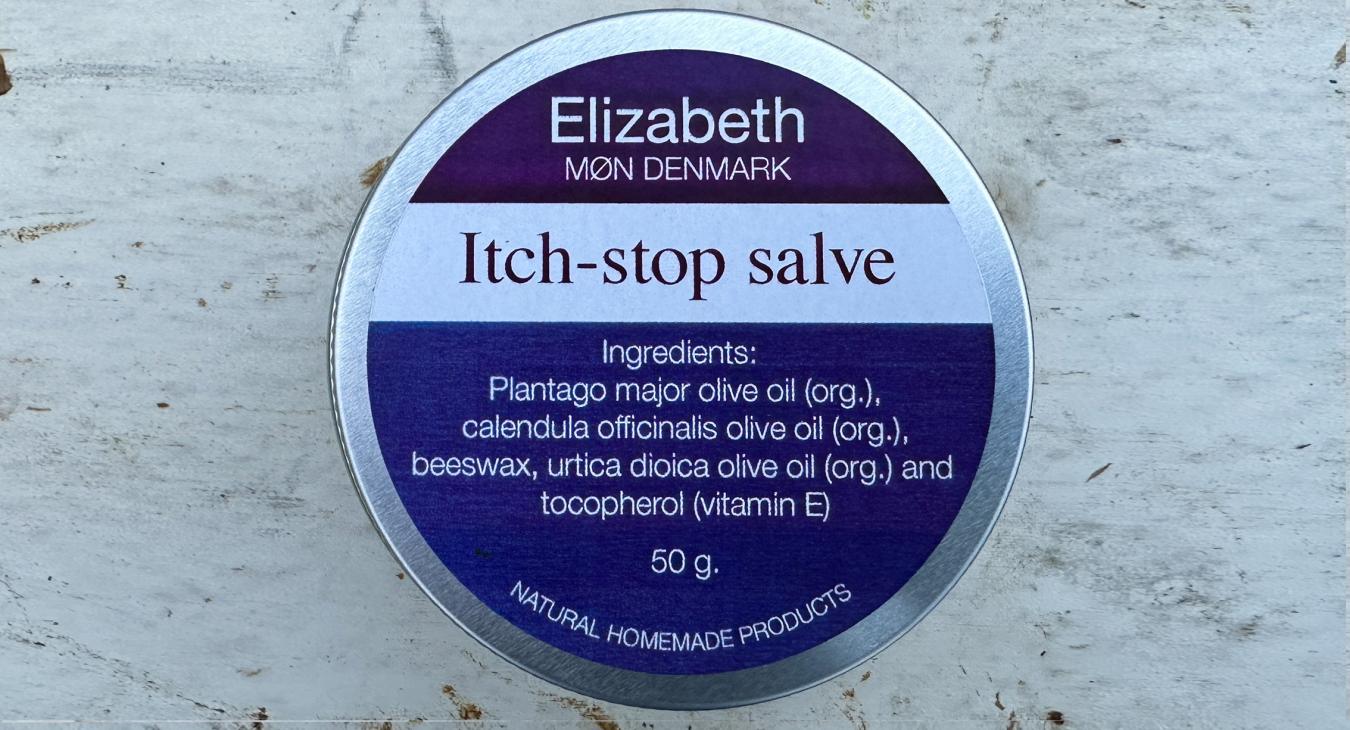 Elizabeth
MØN DENMARK
Itch-stop salve
Ingredients:
Plantago major olive oil (org.),
calendula officinalis olive oil (org.),
beeswax, urtica dioica olive oil (org.) and
tocopherol (vitamin E)
50 g.
NATURAL HOMEMADE PRODUCTS